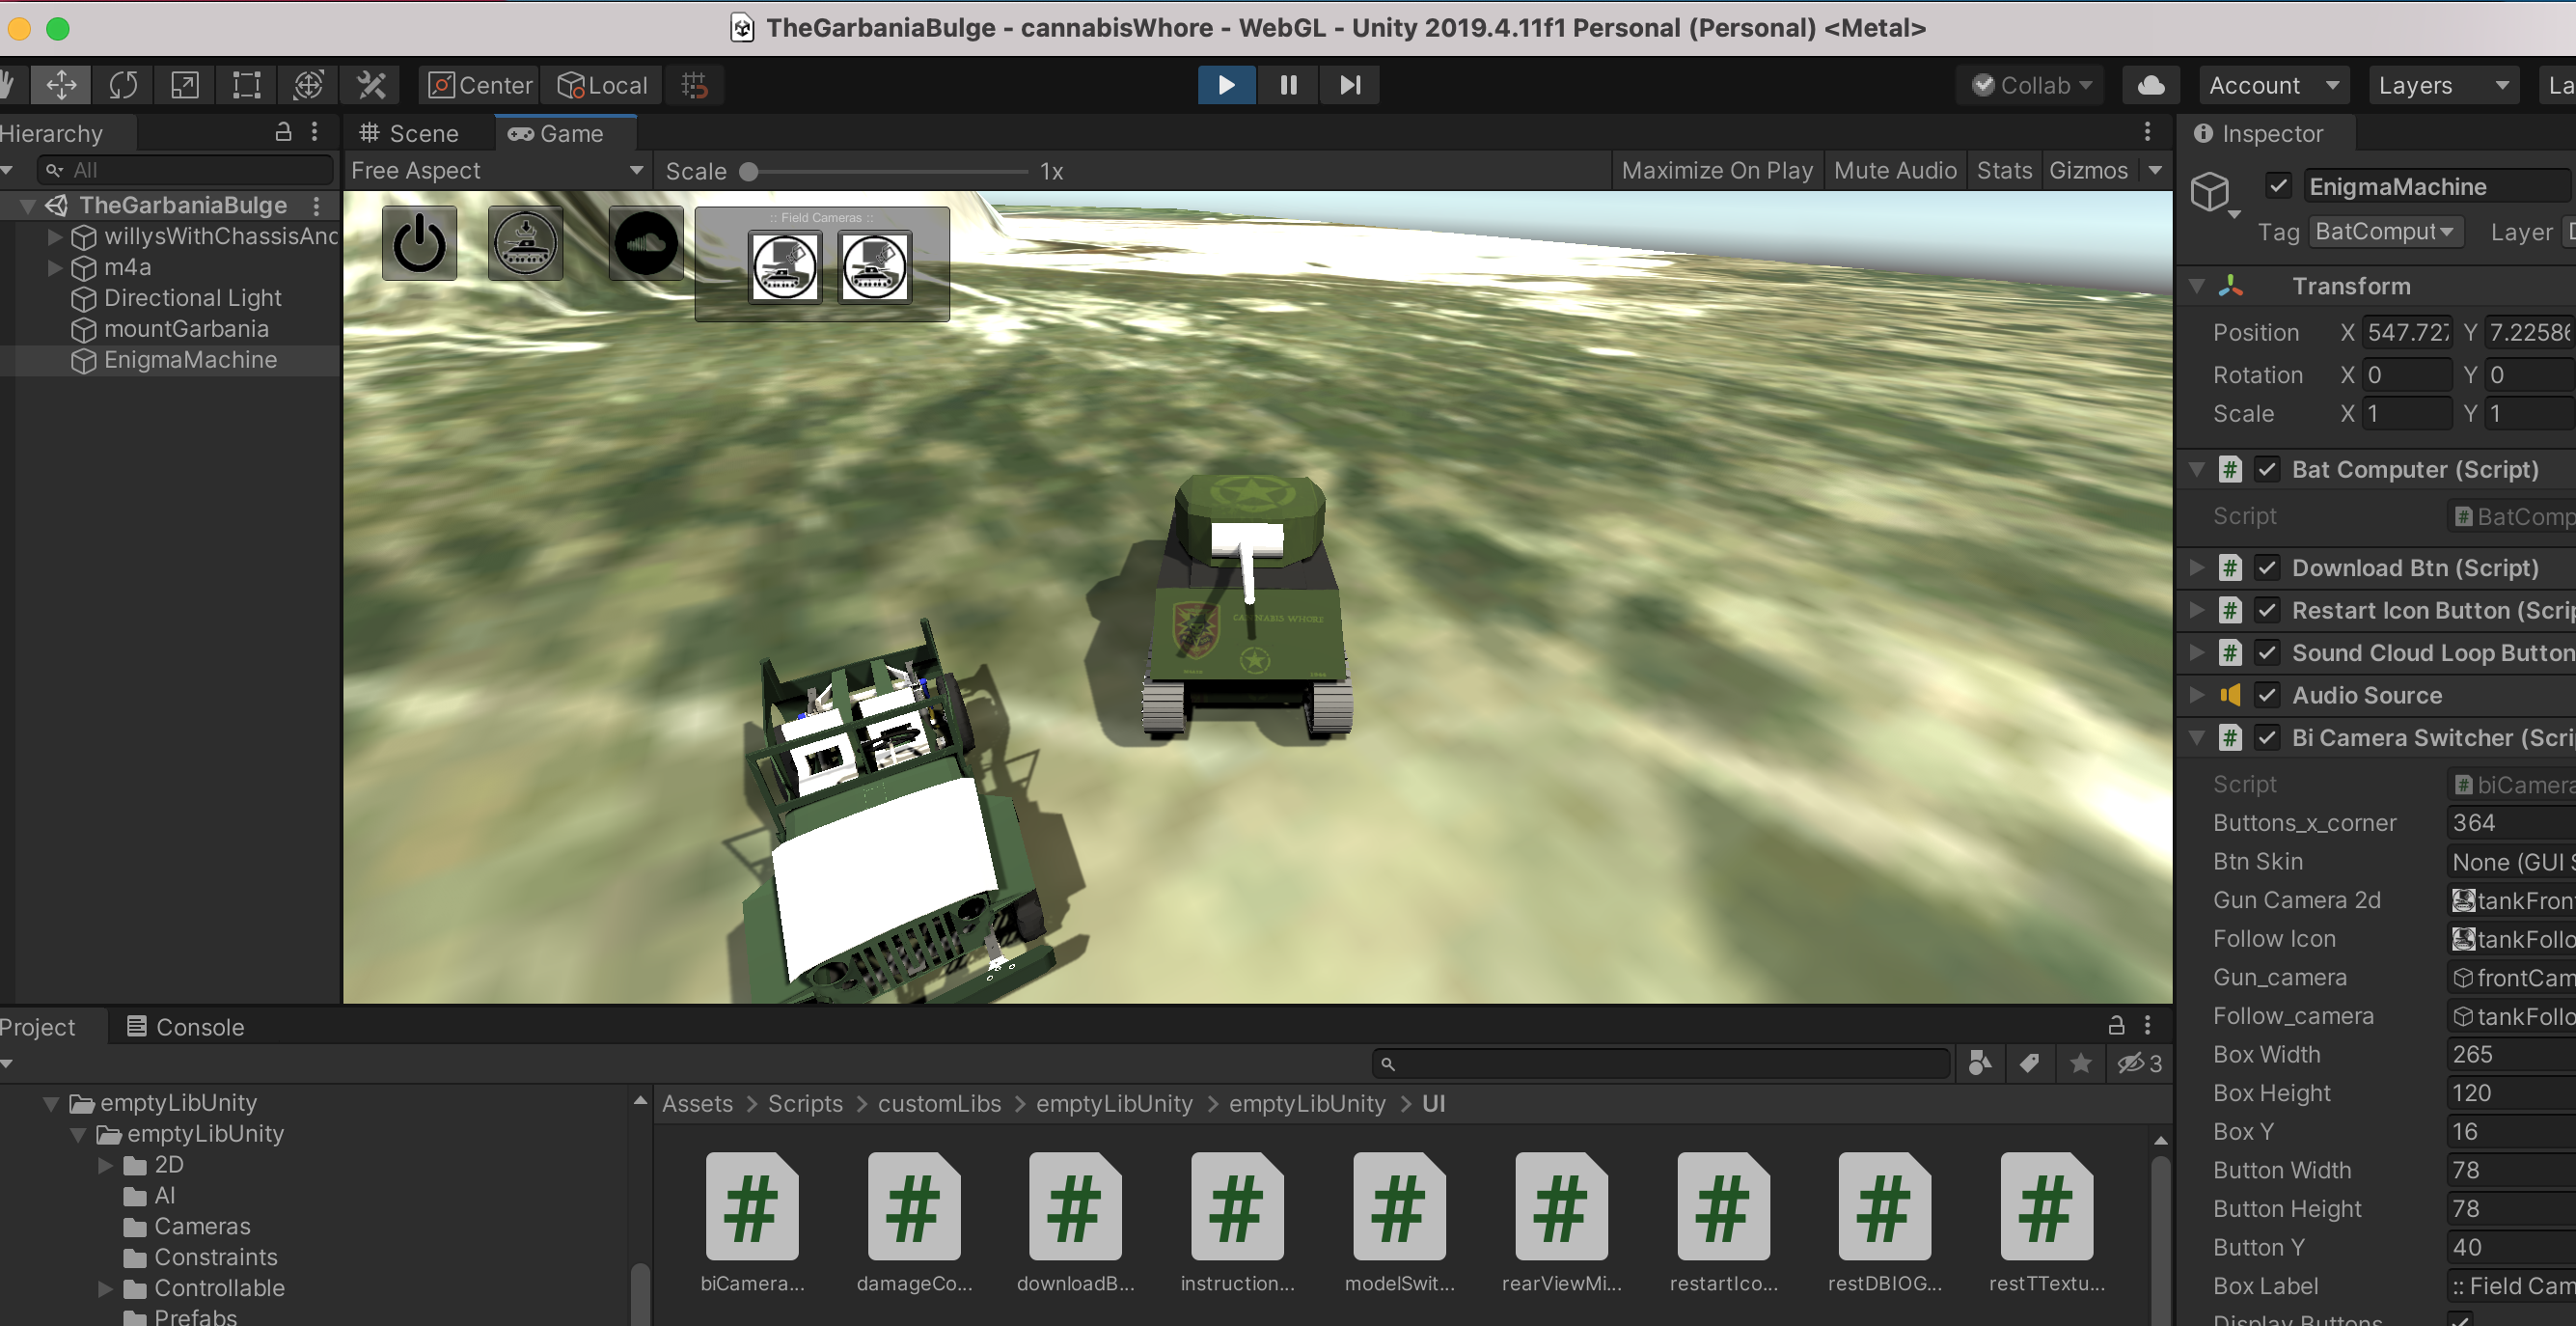 TheGarbaniaBulge - cannabisWhore - WebGL - Unity 2019.4.11f1 Personal (Personal) <Metal>
Center
Local
Collab
Account
Layers
La
Hierarchy
All
TheGarbaniaBulge
willysWithChassisAnc
m4a
Directional Light
mountGarbania
EnigmaMachine
Scene
Game
Free Aspect
Scale
1x
Maximize On Play
Mute Audio
Stats
Gizmos
:: Field Cameras ::
CANNABIS WHORE
Inspector
EnigmaMachine
Tag
BatComput
Layer
Transform
Position
X
547.727
Y
7.22586
Rotation
X
0
Y
0
Scale
X
1
Y
1
Bat Computer (Script)
Script
BatComp
Download Btn (Script)
Restart Icon Button (Scrip
Sound Cloud Loop Button
Audio Source
Bi Camera Switcher (Scri
Script
biCamera
Buttons_x_corner
364
Btn Skin
None (GUI S
Gun Camera 2d
tankFron
Follow Icon
tankFollo
Gun_camera
frontCam
Follow_camera
tankFollo
Box Width
265
Box Height
120
Box Y
16
Button Width
78
Button Height
78
Button Y
40
Box Label
:: Field Cam
Display Buttons
Project
Console
3
emptyLibUnity
emptyLibUnity
2D
AI
Cameras
Constraints
Controllable
Prefabs
Assets > Scripts > customLibs > emptyLibUnity > emptyLibUnity > UI
biCamera...
damageCo...
downloadB...
instruction...
modelSwit...
rearViewMi...
restartIco...
restDBIOG...
restTTextu...